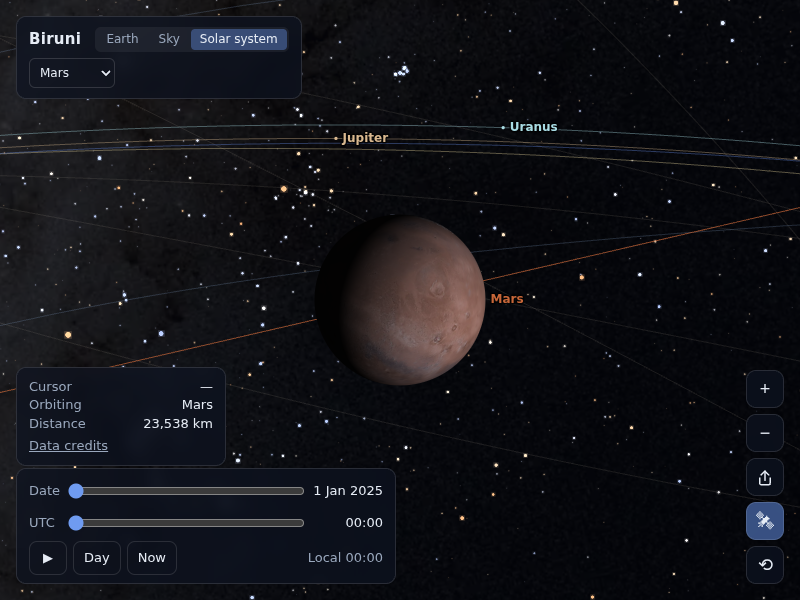 Biruni Earth Sky Solar system
Mars
Uranus
Jupiter
Mars
Cursor —
Orbiting Mars
Distance 23,538 km
Data credits
Date 1 Jan 2025
UTC 00:00
▶ Day Now Local 00:00
+
−
⟲